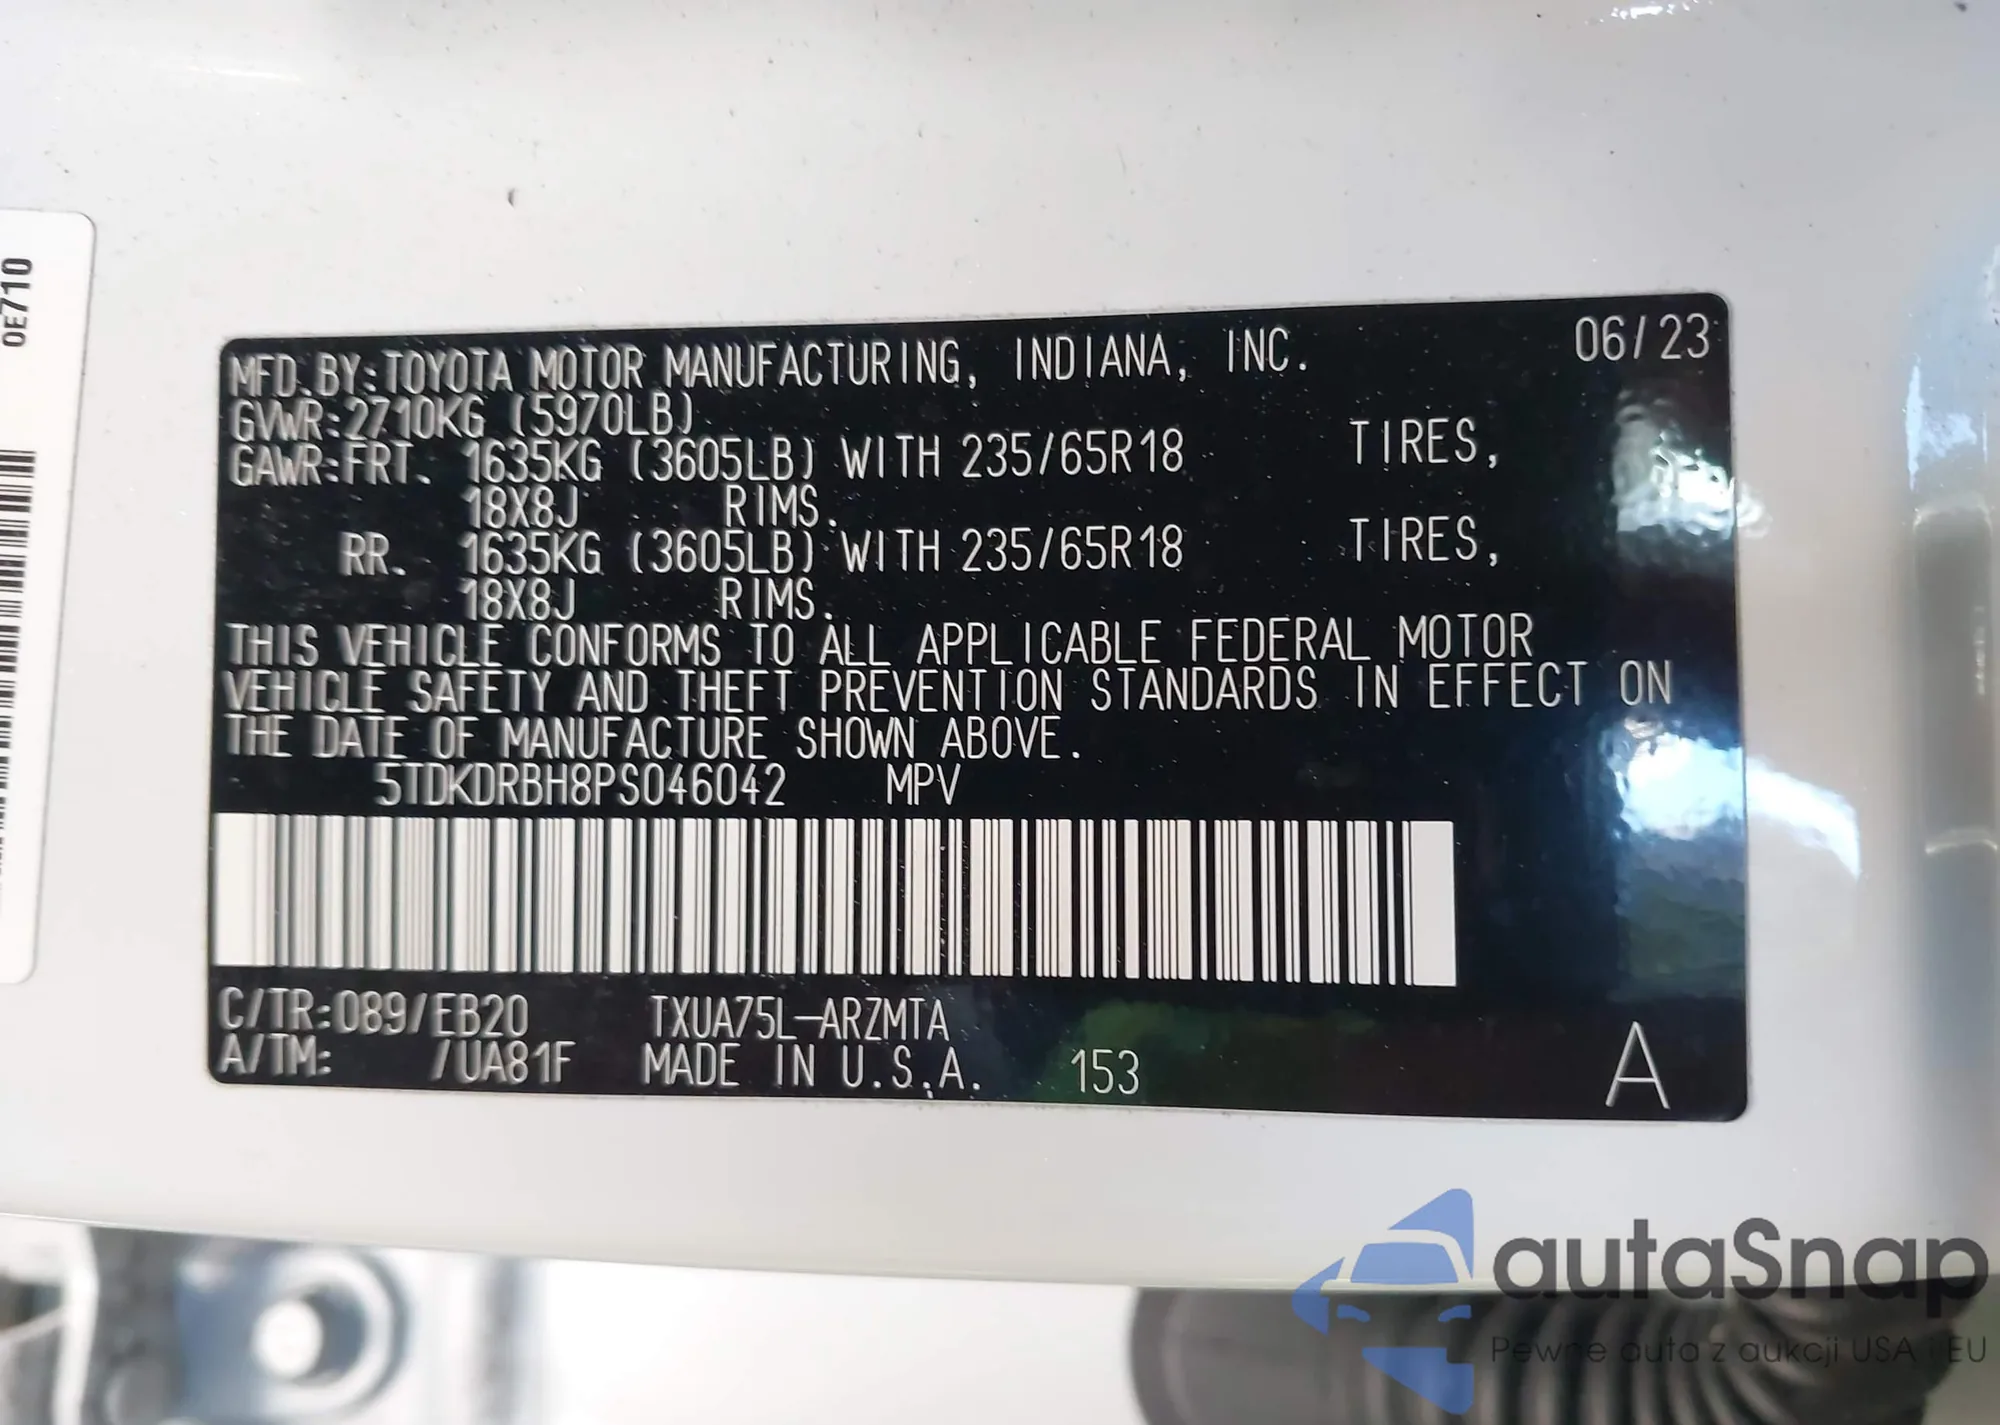 0E710
MFD.BY:TOYOTA MOTOR MANUFACTURING, INDIANA, INC. 06/23
GVWR:2710KG (5970LB)
GAWR:FRT. 1635KG (3605LB) WITH 235/65R18 TIRES,
18X8J RIMS.
RR. 1635KG (3605LB) WITH 235/65R18 TIRES,
18X8J RIMS.
THIS VEHICLE CONFORMS TO ALL APPLICABLE FEDERAL MOTOR
VEHICLE SAFETY AND THEFT PREVENTION STANDARDS IN EFFECT ON
THE DATE OF MANUFACTURE SHOWN ABOVE.
5TDKDRBH8PS046042 MPV
C/TR:089/EB20 TXUA75L-ARZMTA
A/TM: /UA81F MADE IN U.S.A. 153 A
autaSnap
Pewne auta z aukcji USA i EU